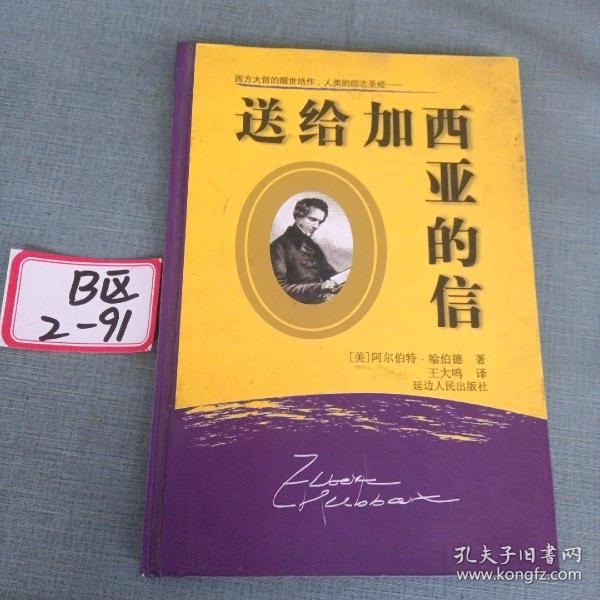 西方大哲的醒世绝作，人类的励志圣经……
送给加西亚的信
[美]阿尔伯特·哈伯德 著
王大鸣 译
延边人民出版社
Elbert Hubbard
B区
2-91
孔夫子旧书网
www.kongfz.com